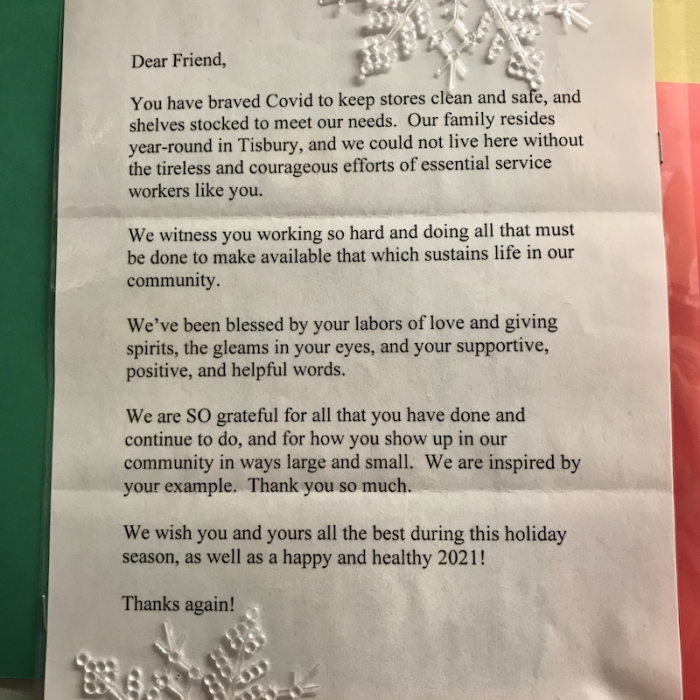 Dear Friend,
You have braved Covid to keep stores clean and safe, and
shelves stocked to meet our needs. Our family resides
year-round in Tisbury, and we could not live here without
the tireless and courageous efforts of essential service
workers like you.
We witness you working so hard and doing all that must
be done to make available that which sustains life in our
community.
We've been blessed by your labors of love and giving
spirits, the gleams in your eyes, and your supportive,
positive, and helpful words.
We are SO grateful for all that you have done and
continue to do, and for how you show up in our
community in ways large and small. We are inspired by
your example. Thank you so much.
We wish you and yours all the best during this holiday
season, as well as a happy and healthy 2021!
Thanks again!